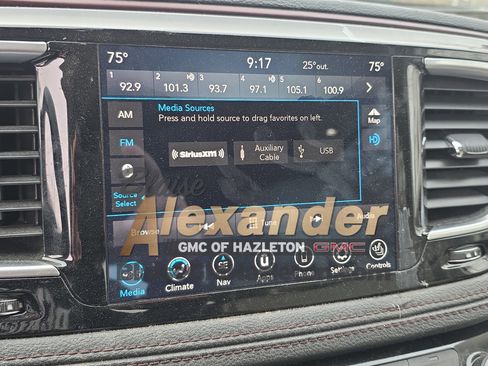 75°
9:17
25°out.
75°
1 2 3 4 5 6
92.9 101.3 93.7 97.1 105.1 100.9
AM
Media Sources
Press and hold source to drag favorites on left.
Map
FM
SiriusXM
Auxiliary
Cable
USB
HD
Source
Select
Bruise
Alexander
Browse
Tune
Audio
GMC OF HAZLETON GMC
Media
Climate
Nav
Apps
Phone
Settings
Controls